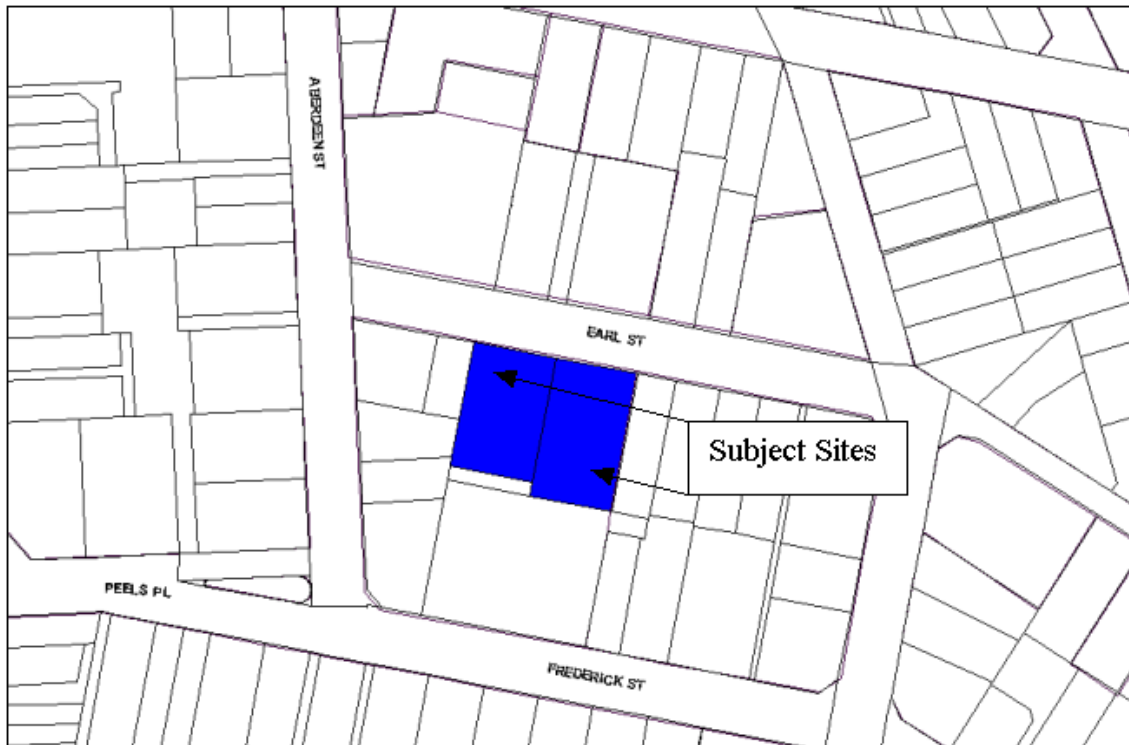 ABERDEEN ST
EARL ST
Subject Sites
PEELS PL
FREDERICK ST